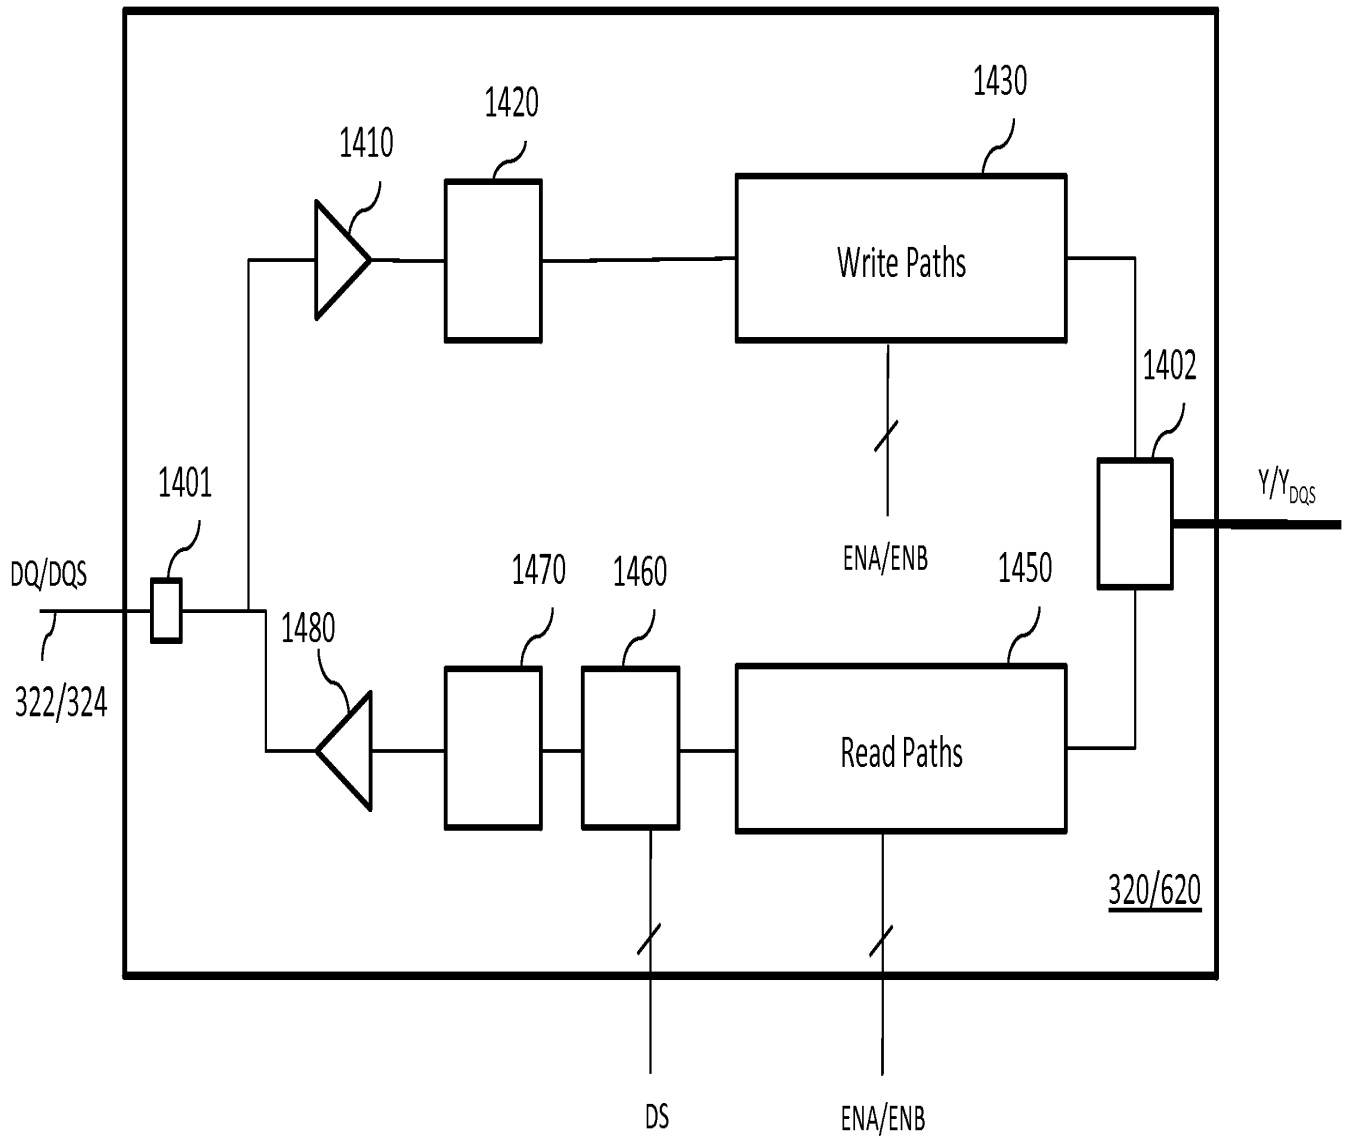 1430
1420
1410
Write Paths
1402
1401
Y/YDQS
ENA/ENB
1470
1460
1450
DQ/DQS
1480
322/324
Read Paths
320/620
DS
ENA/ENB